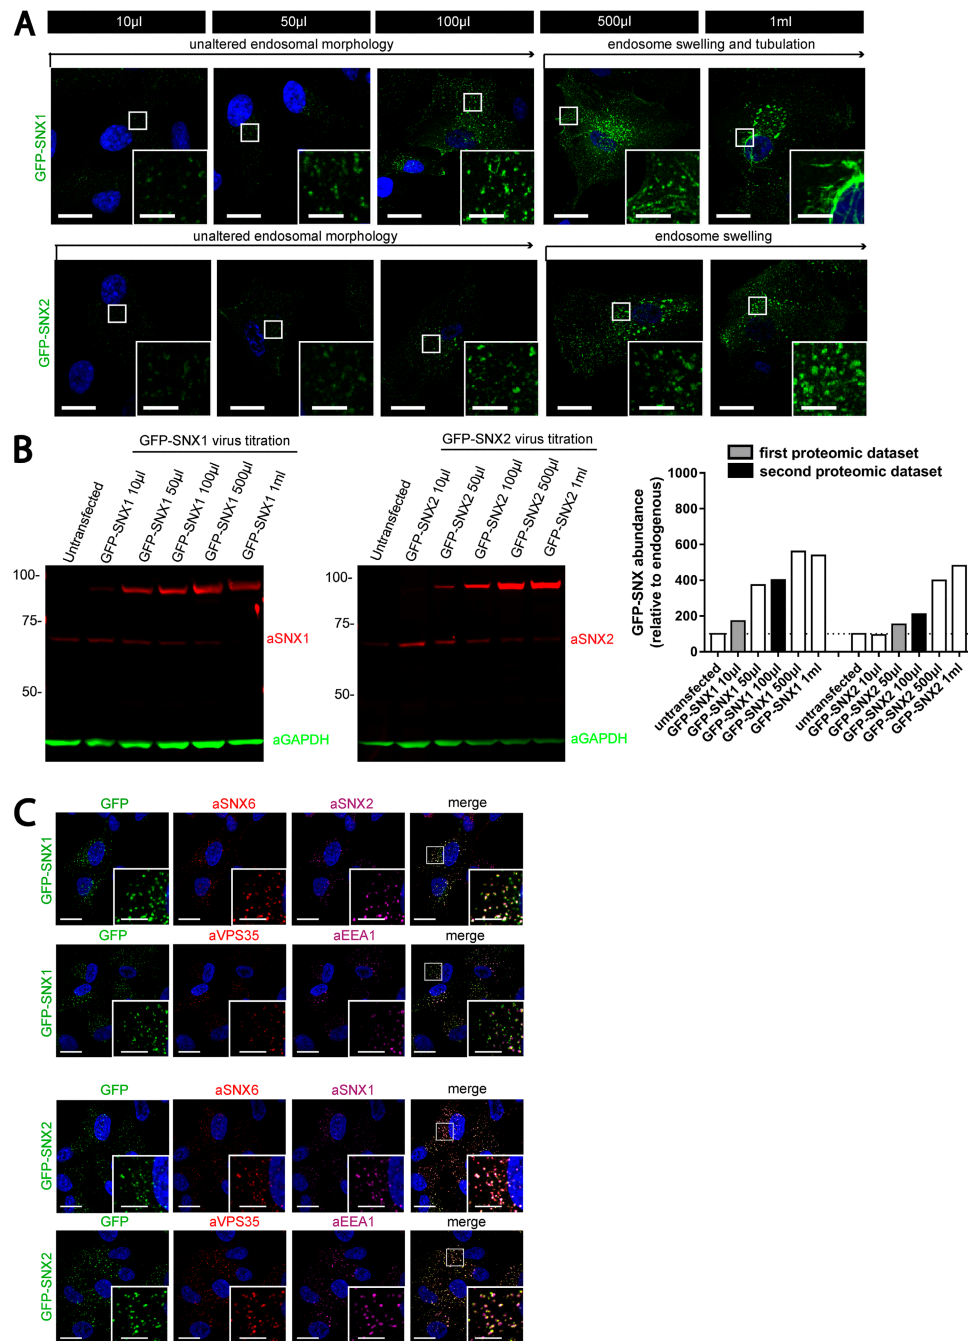 A
10µl 50µl 100µl 500µl 1ml
unaltered endosomal morphology endosome swelling and tubulation
GFP-SNX1
unaltered endosomal morphology endosome swelling
GFP-SNX2
B
GFP-SNX1 virus titration
Untransfected
GFP-SNX1 10µl
GFP-SNX1 50µl
GFP-SNX1 100µl
GFP-SNX1 500µl
GFP-SNX1 1ml
100-
75-
50-
aSNX1
aGAPDH
GFP-SNX2 virus titration
Untransfected
GFP-SNX2 10µl
GFP-SNX2 50µl
GFP-SNX2 100µl
GFP-SNX2 500µl
GFP-SNX2 1ml
100-
75-
50-
aSNX2
aGAPDH
first proteomic dataset
second proteomic dataset
GFP-SNX abundance
(relative to endogenous)
1000
800
600
400
200
0
untransfected
GFP-SNX1 10µl
GFP-SNX1 50µl
GFP-SNX1 100µl
GFP-SNX1 500µl
GFP-SNX1 1ml
untransfected
GFP-SNX2 10µl
GFP-SNX2 50µl
GFP-SNX2 100µl
GFP-SNX2 500µl
GFP-SNX2 1ml
C
GFP aSNX6 aSNX2 merge
GFP-SNX1
GFP aVPS35 aEEA1 merge
GFP-SNX1
GFP aSNX6 aSNX1 merge
GFP-SNX2
GFP aVPS35 aEEA1 merge
GFP-SNX2